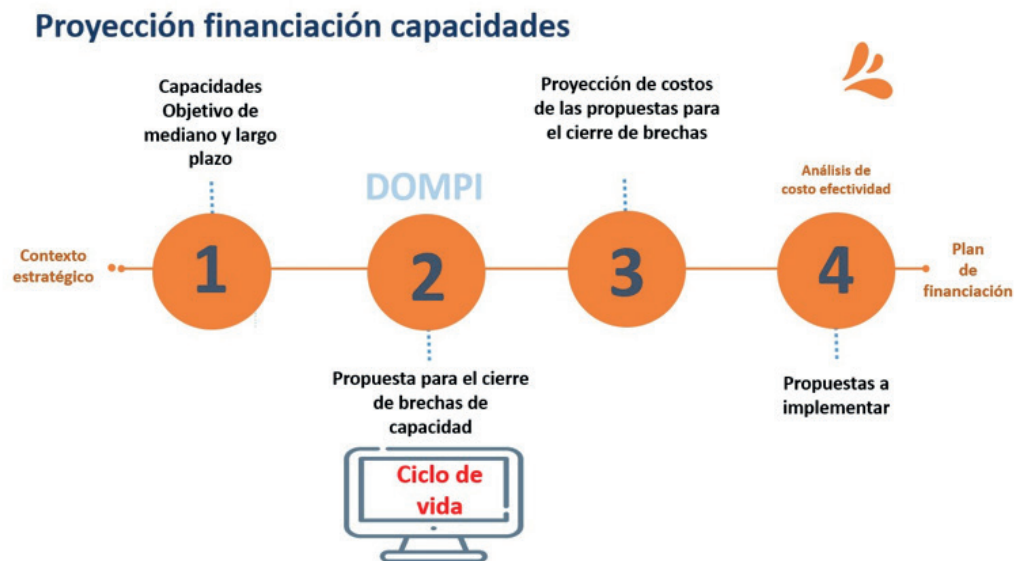 Proyección financiación capacidades
Capacidades
Objetivo de
mediano y largo
plazo
DOMPI
Proyección de costos
de las propuestas para
el cierre de brechas
Análisis de
costo efectividad
Contexto
estratégico
1
2
3
4
Plan
de
financiación
Propuesta para el cierre
de brechas de
capacidad
Propuestas a
implementar
Ciclo de
vida